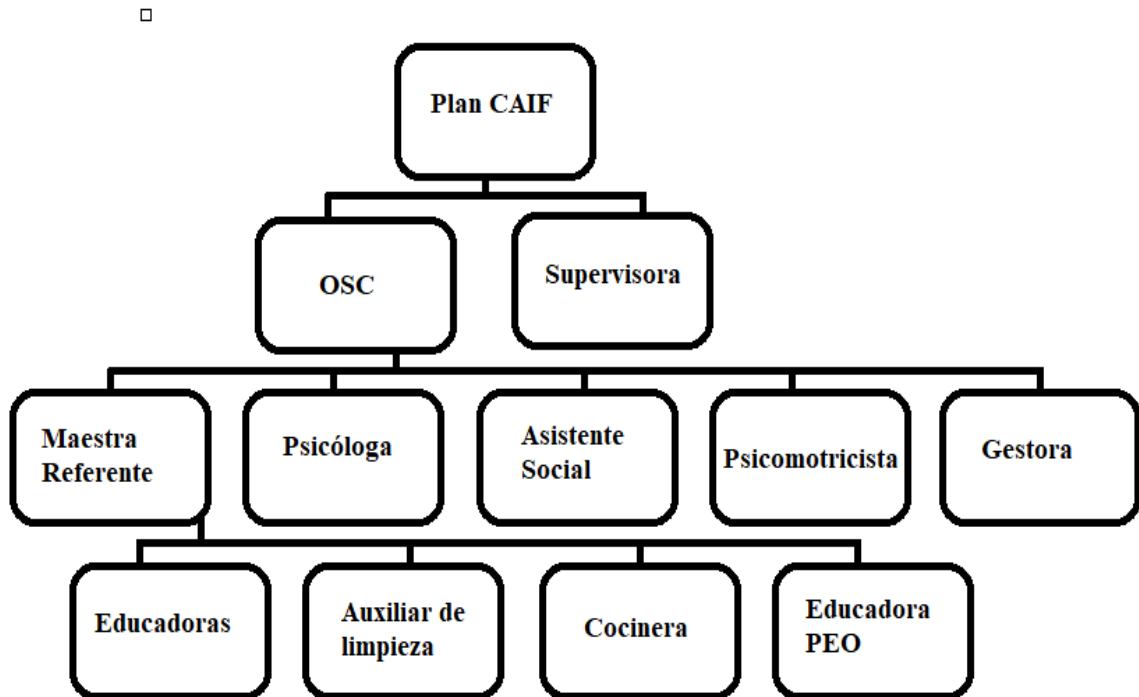 Plan CAIF
OSC
Supervisora
Maestra
Referente
Psicóloga
Asistente
Social
Psicomotricista
Gestora
Educadoras
Auxiliar de
limpieza
Cocinera
Educadora
PEO